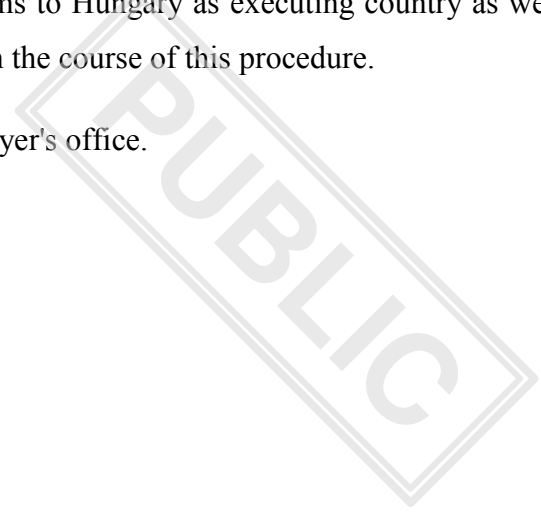 ns to Hungary as executing country as we
n the course of this procedure.
yer's office.
PUBLIC